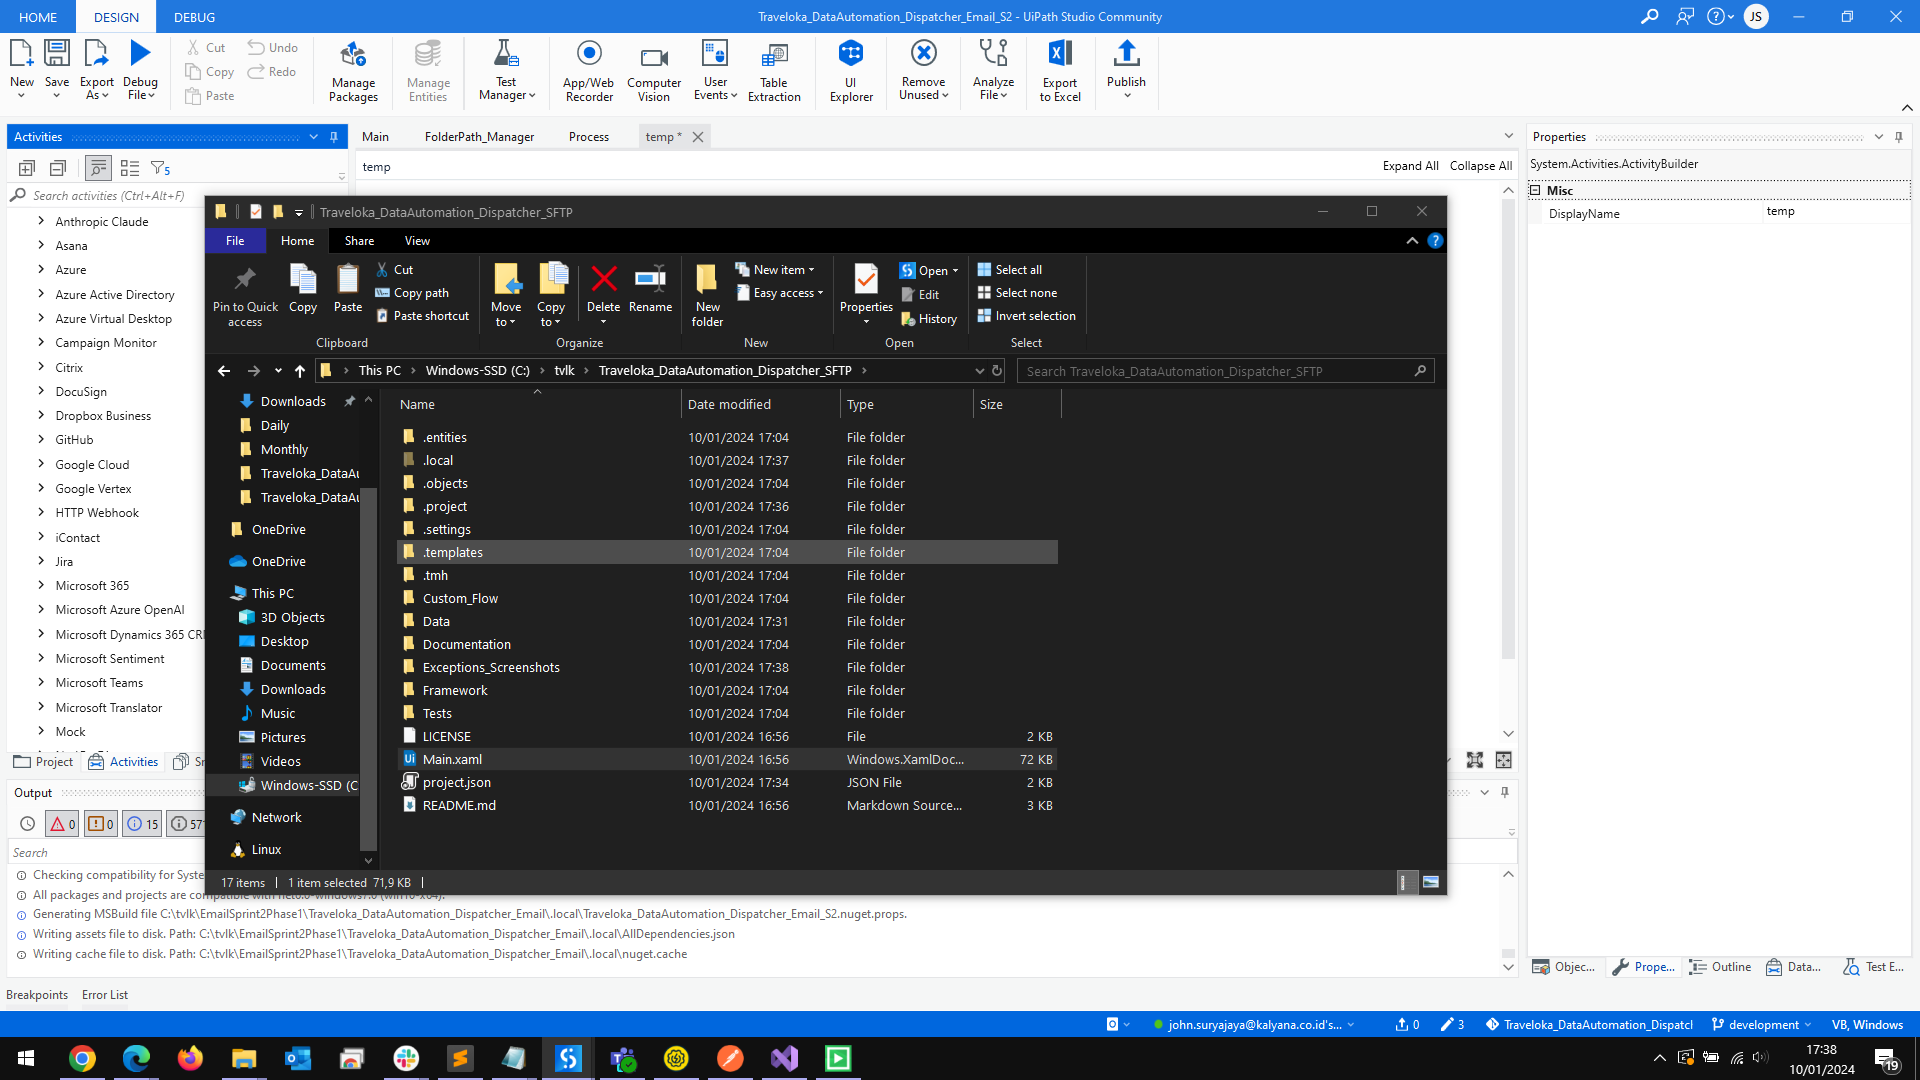 HOME
DESIGN
DEBUG
Traveloka_DataAutomation_Dispatcher_Email_S2 - UiPath Studio Community
JS
New
Save
Export As
Debug File
Cut
Copy
Paste
Undo
Redo
Manage Packages
Manage Entities
Test Manager
App/Web Recorder
Computer Vision
User Events
Table Extraction
UI Explorer
Remove Unused
Analyze File
Export to Excel
Publish
Activities
Main
FolderPath_Manager
Process
temp *
temp
Expand All
Collapse All
Properties
System.Activities.ActivityBuilder
Misc
DisplayName
temp
5
Search activities (Ctrl+Alt+F)
Anthropic Claude
Asana
Azure
Azure Active Directory
Azure Virtual Desktop
Campaign Monitor
Citrix
DocuSign
Dropbox Business
GitHub
Google Cloud
Google Vertex
HTTP Webhook
iContact
Jira
Microsoft 365
Microsoft Azure OpenAI
Microsoft Dynamics 365 CR
Microsoft Sentiment
Microsoft Teams
Microsoft Translator
Mock
Project
Activities
Sn
Traveloka_DataAutomation_Dispatcher_SFTP
File
Home
Share
View
Pin to Quick access
Copy
Paste
Cut
Copy path
Paste shortcut
Clipboard
Move to
Copy to
Delete
Rename
Organize
New folder
New item
Easy access
New
Properties
Open
Edit
History
Open
Select all
Select none
Invert selection
Select
This PC
Windows-SSD (C:)
tvlk
Traveloka_DataAutomation_Dispatcher_SFTP
Search Traveloka_DataAutomation_Dispatcher_SFTP
Downloads
Daily
Monthly
Traveloka_DataAu
Traveloka_DataAu
OneDrive
OneDrive
This PC
3D Objects
Desktop
Documents
Downloads
Music
Pictures
Videos
Windows-SSD (C
Network
Linux
Name Date modified Type Size
.entities 10/01/2024 17:04 File folder
.local 10/01/2024 17:37 File folder
.objects 10/01/2024 17:04 File folder
.project 10/01/2024 17:36 File folder
.settings 10/01/2024 17:04 File folder
.templates 10/01/2024 17:04 File folder
.tmh 10/01/2024 17:04 File folder
Custom_Flow 10/01/2024 17:04 File folder
Data 10/01/2024 17:31 File folder
Documentation 10/01/2024 17:04 File folder
Exceptions_Screenshots 10/01/2024 17:38 File folder
Framework 10/01/2024 17:04 File folder
Tests 10/01/2024 17:04 File folder
LICENSE 10/01/2024 16:56 File 2 KB
Main.xaml 10/01/2024 16:56 Windows.XamlDoc... 72 KB
project.json 10/01/2024 17:34 JSON File 2 KB
README.md 10/01/2024 16:56 Markdown Source... 3 KB
17 items
1 item selected 71,9 KB
Output
0
0
15
571
Search
Checking compatibility for Syste
All packages and projects are compatible with net6.0-windows7.0 (win10-x64).
Generating MSBuild file C:\tvlk\EmailSprint2Phase1\Traveloka_DataAutomation_Dispatcher_Email\.local\Traveloka_DataAutomation_Dispatcher_Email_S2.nuget.props.
Writing assets file to disk. Path: C:\tvlk\EmailSprint2Phase1\Traveloka_DataAutomation_Dispatcher_Email\.local\AllDependencies.json
Writing cache file to disk. Path: C:\tvlk\EmailSprint2Phase1\Traveloka_DataAutomation_Dispatcher_Email\.local\nuget.cache
Objec...
Prope...
Outline
Data...
Test E...
Breakpoints
Error List
john.suryajaya@kalyana.co.id's...
0
3
Traveloka_DataAutomation_Dispatcl
development
VB, Windows
17:38
10/01/2024
19